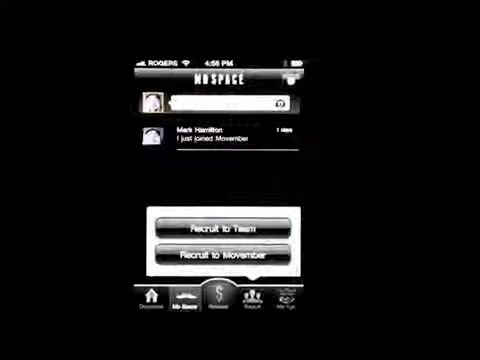 ROGERS 4:56 PM
MO SPACE
Mark Hamilton 1 days
I just joined Movember
Recruit to Team
Recruit to Movember
Mo Space
Recruit